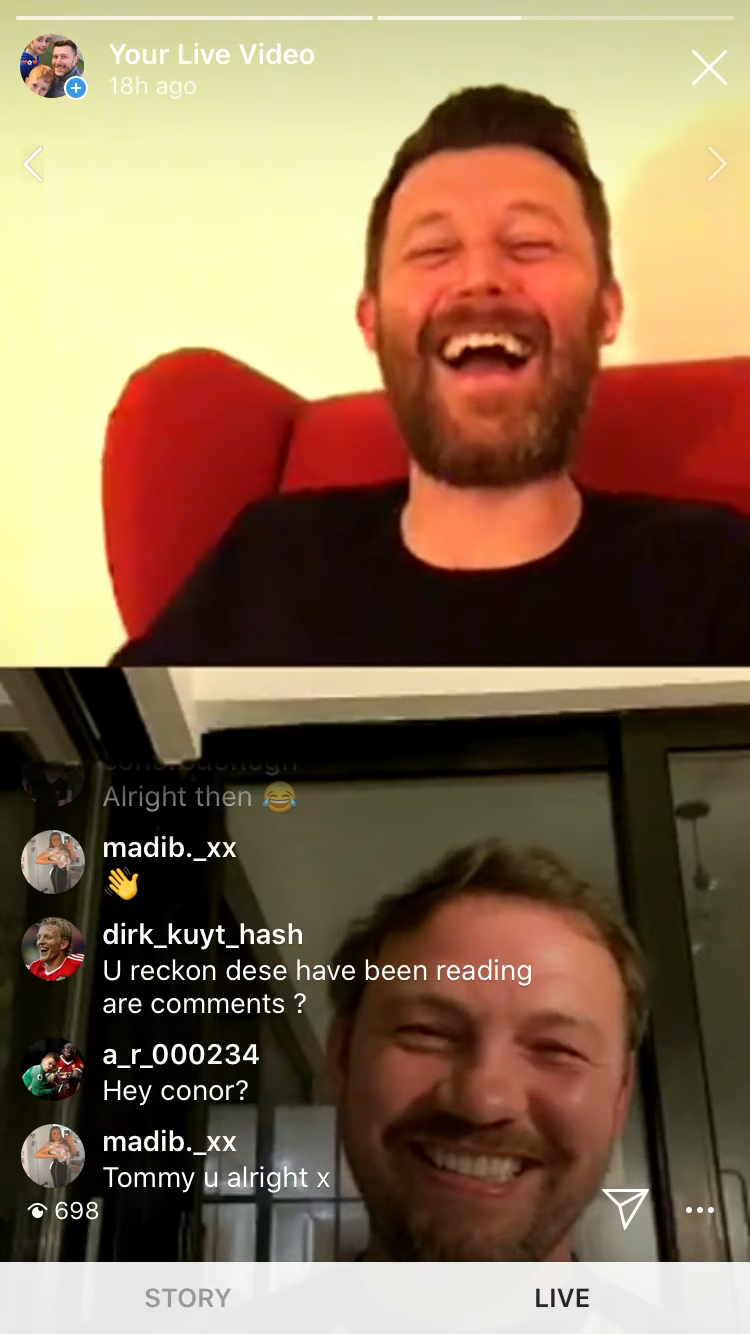 Your Live Video
18h ago
Alright then 😂
madib._xx
👋
dirk_kuyt_hash
U reckon dese have been reading
are comments ?
a_r_000234
Hey conor?
madib._xx
Tommy u alright x
698
STORY
LIVE